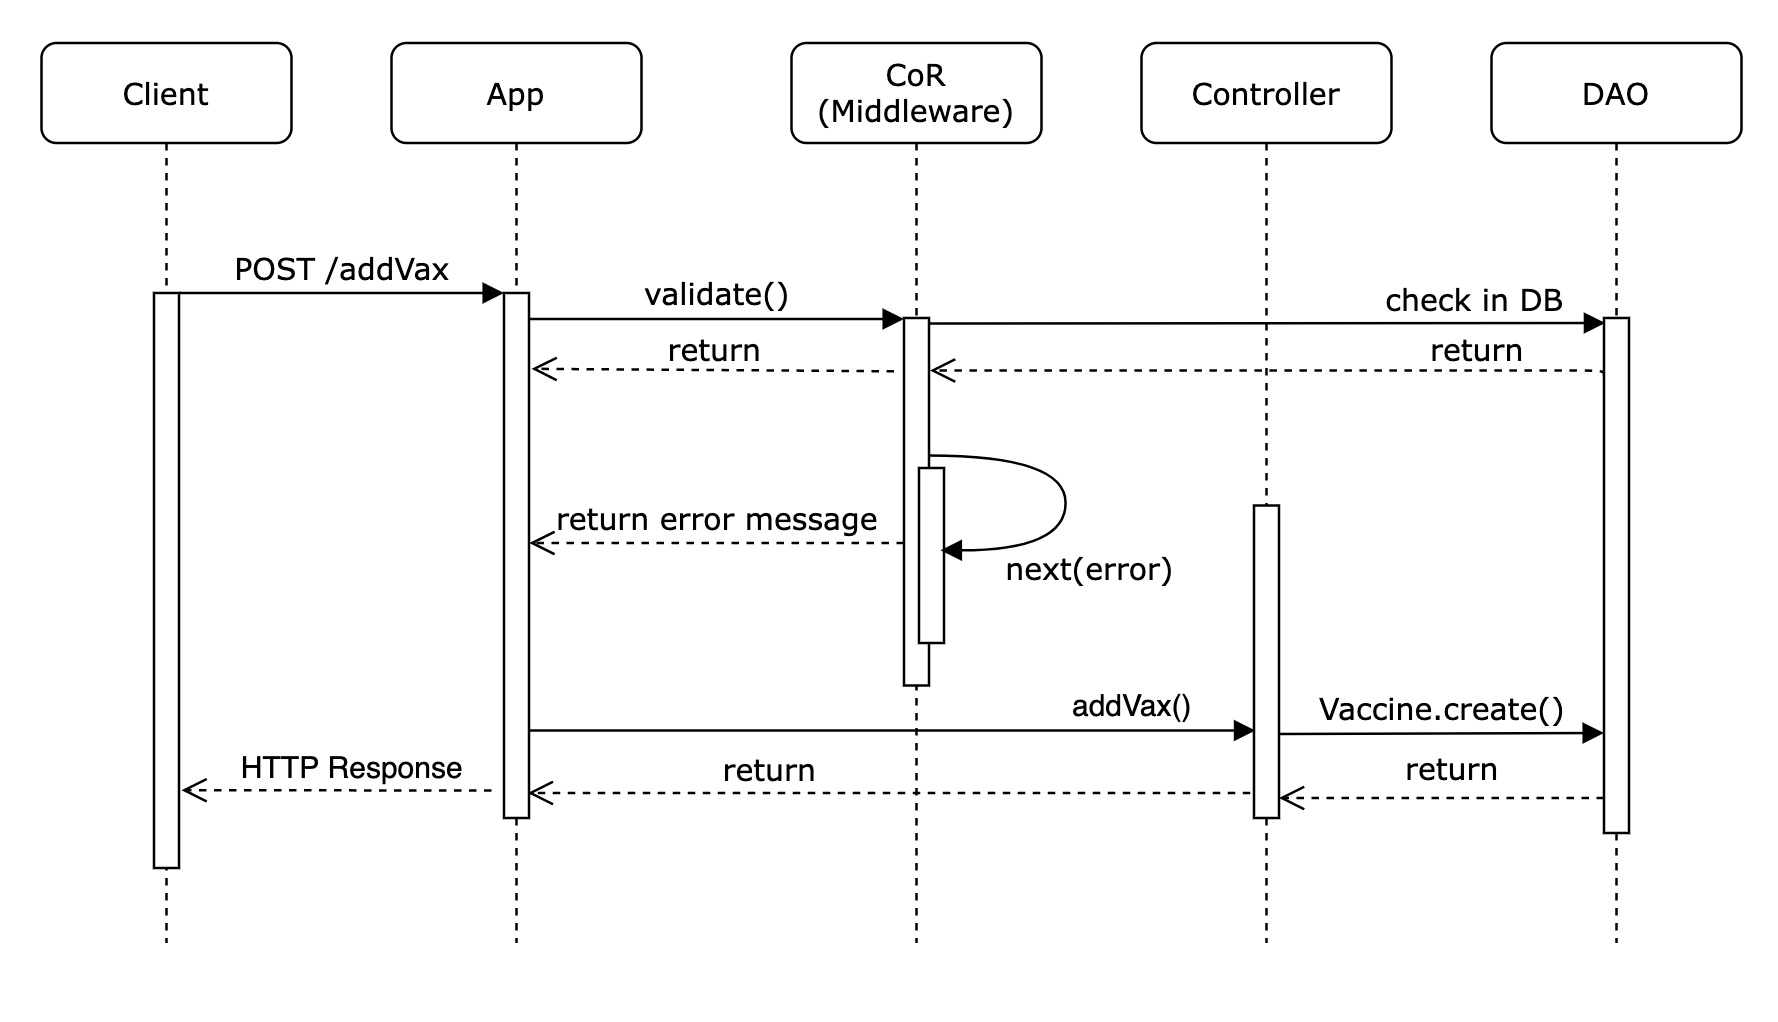 Client
App
CoR
(Middleware)
Controller
DAO
POST /addVax
validate()
check in DB
return
return
return error message
next(error)
addVax()
Vaccine.create()
HTTP Response
return
return